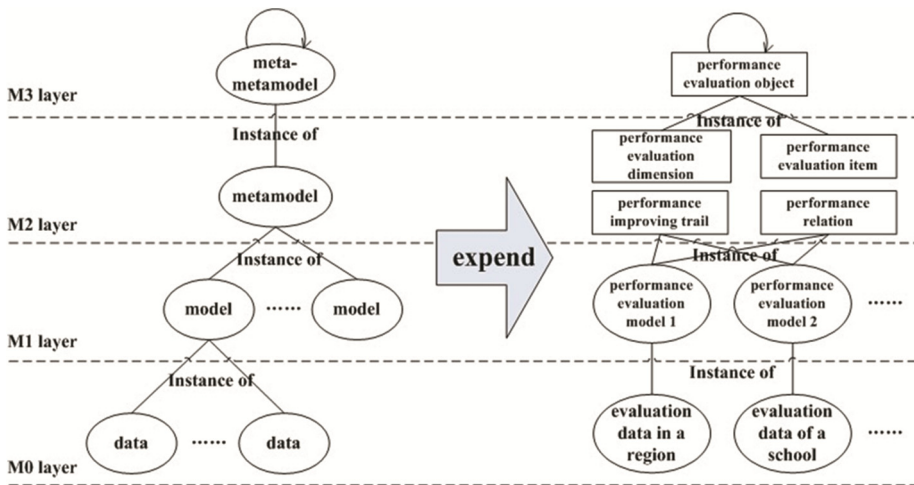 meta-
metamodel
performance
evaluation object
M3 layer
Instance of
Instance of
performance
evaluation
dimension
performance
evaluation item
metamodel
performance
improving trail
performance
relation
M2 layer
Instance of
expend
Instance of
model
......
model
performance
evaluation
model 1
performance
evaluation
model 2
......
M1 layer
Instance of
Instance of
data
......
data
evaluation
data in a
region
evaluation
data of a
school
......
M0 layer